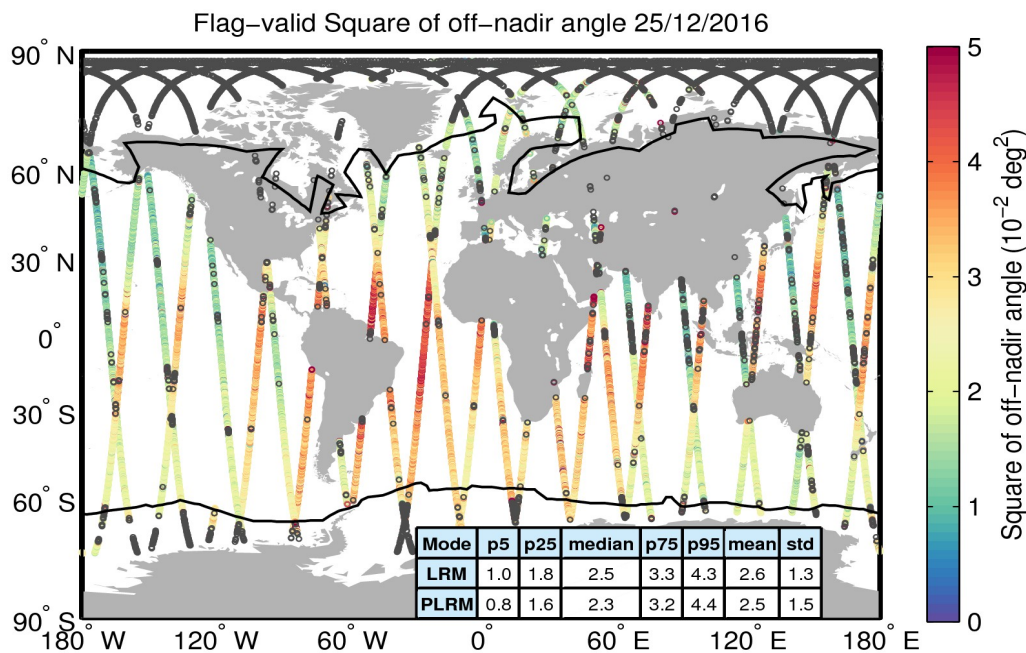 Flag-valid Square of off-nadir angle 25/12/2016
90° N
60° N
30° N
0°
30° S
60° S
90° S
180° W
120° W
60° W
0°
60° E
120° E
180° E
5
4
3
2
1
0
Square of off-nadir angle (10⁻² deg²)
Mode p5 p25 median p75 p95 mean std
LRM 1.0 1.8 2.5 3.3 4.3 2.6 1.3
PLRM 0.8 1.6 2.3 3.2 4.4 2.5 1.5